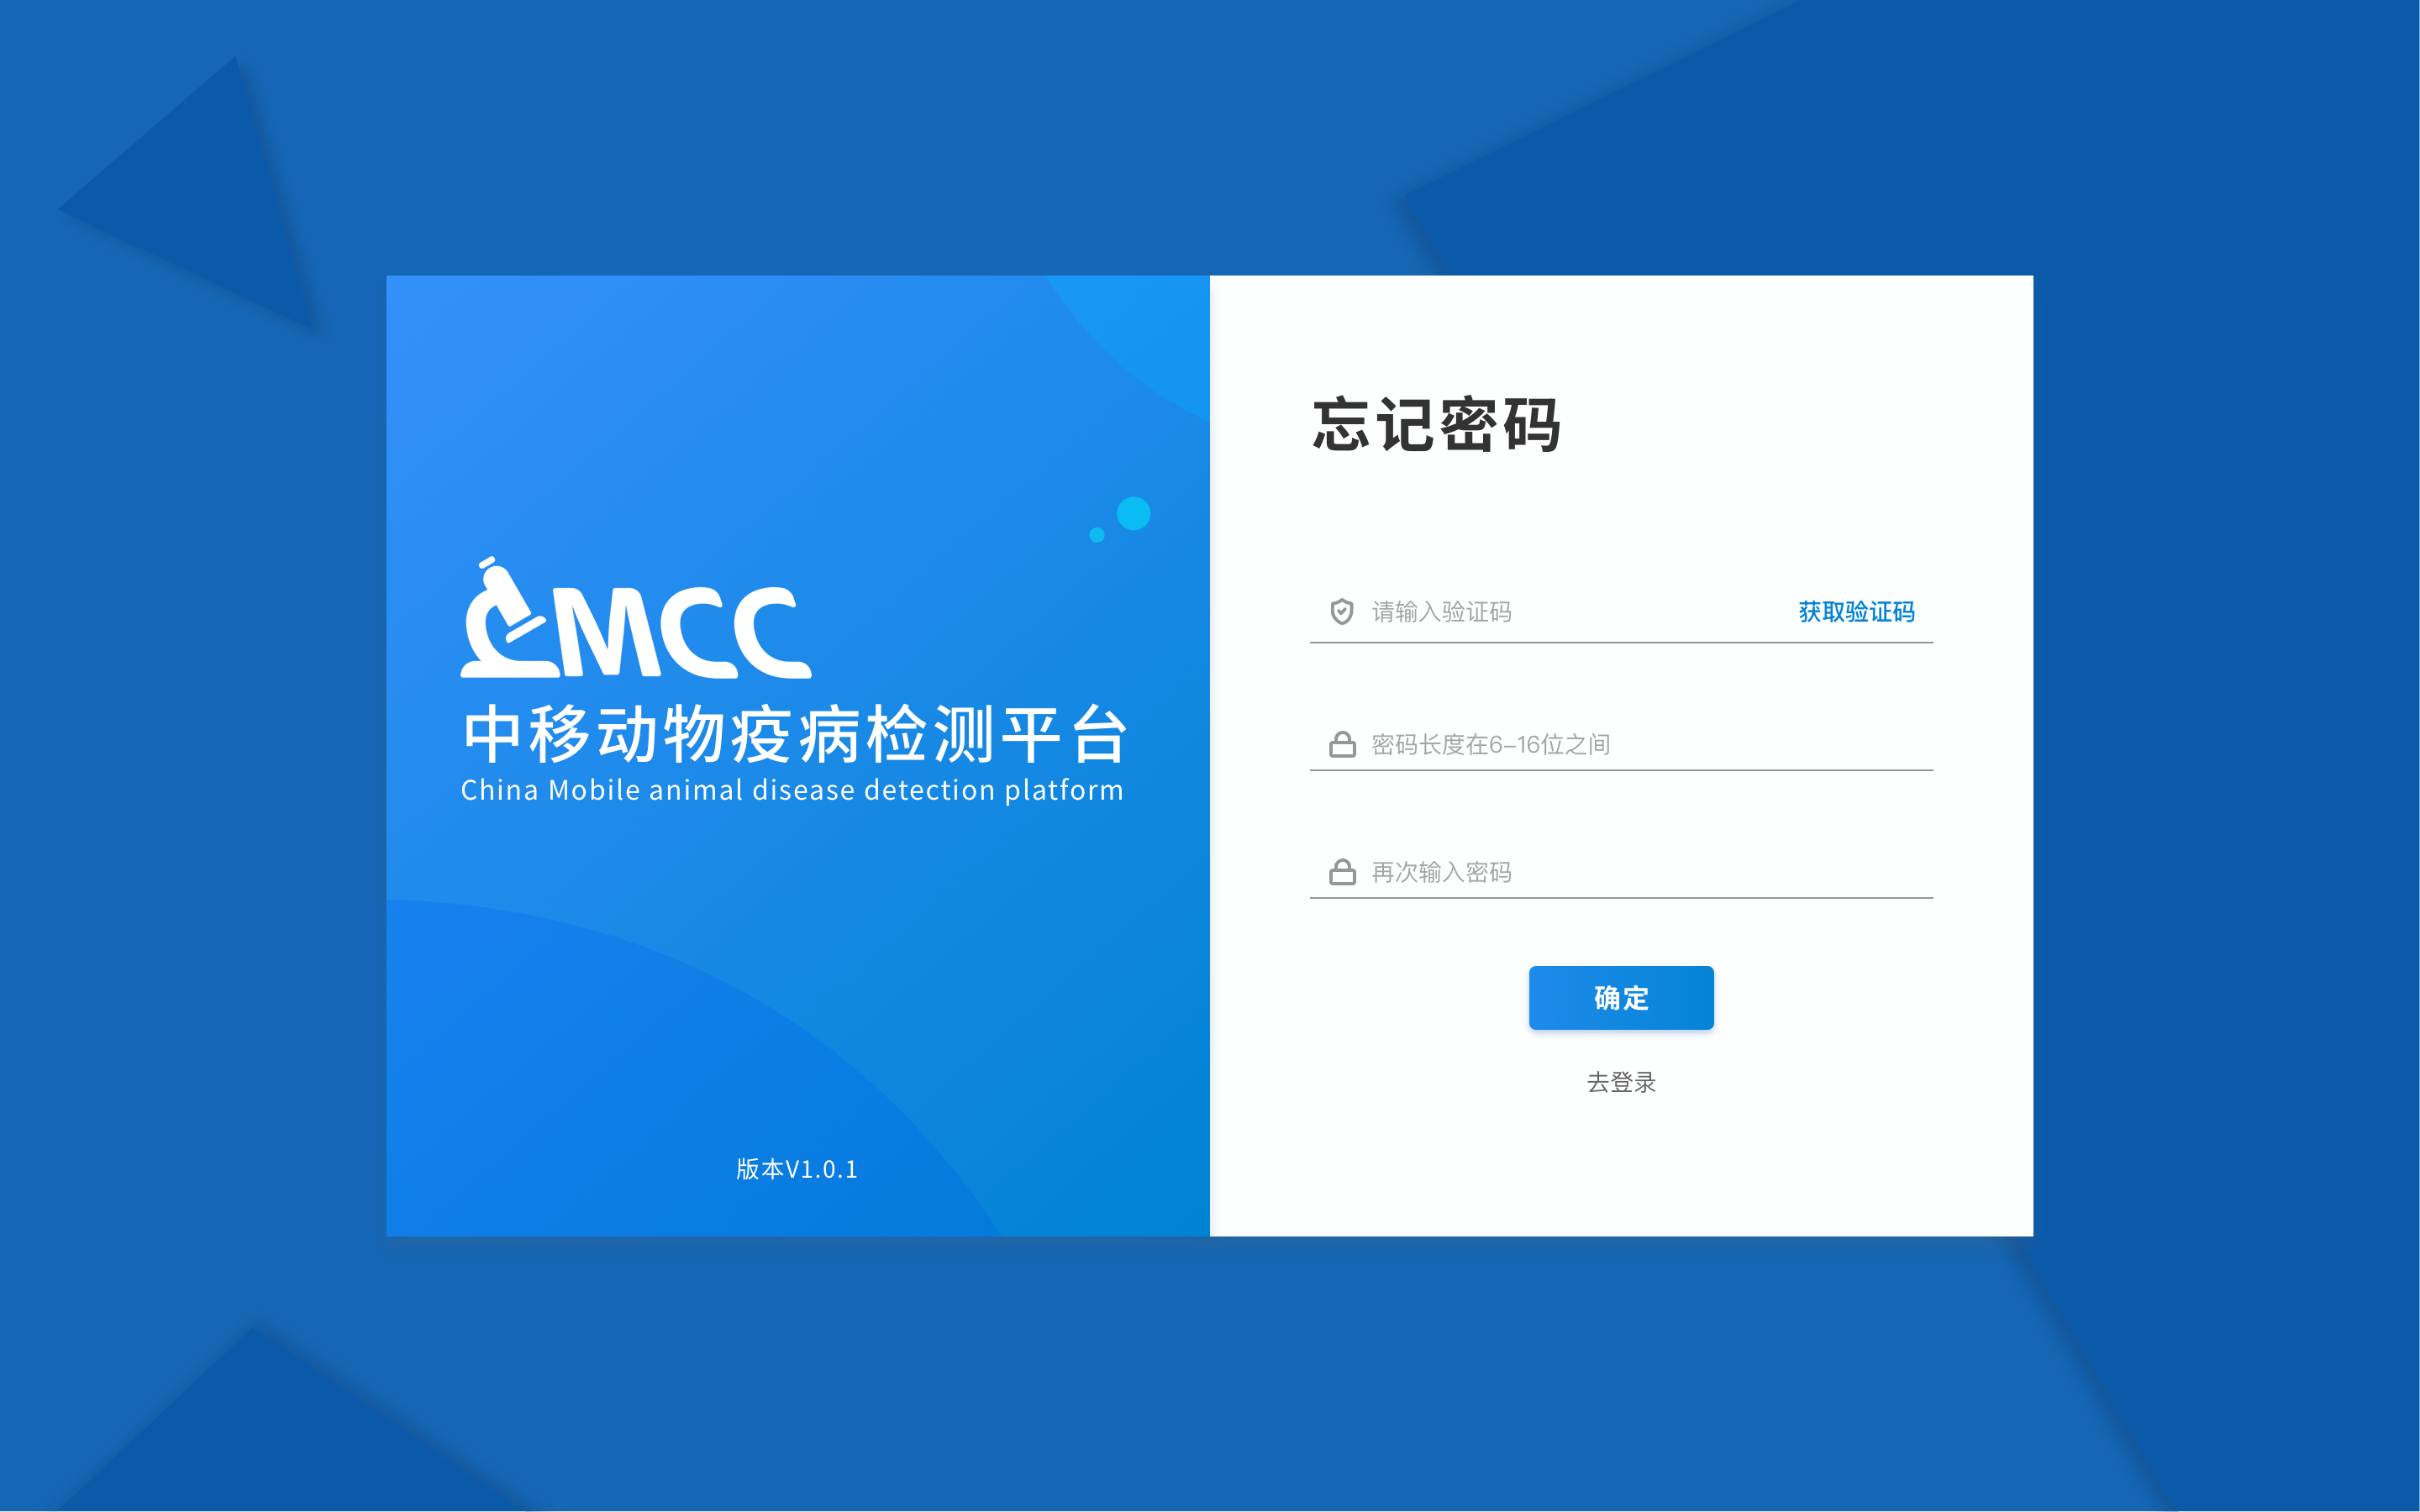 MCC
中移动物疫病检测平台
China Mobile animal disease detection platform
版本V1.0.1
忘记密码
请输入验证码 获取验证码
密码长度在6-16位之间
再次输入密码
确定
去登录